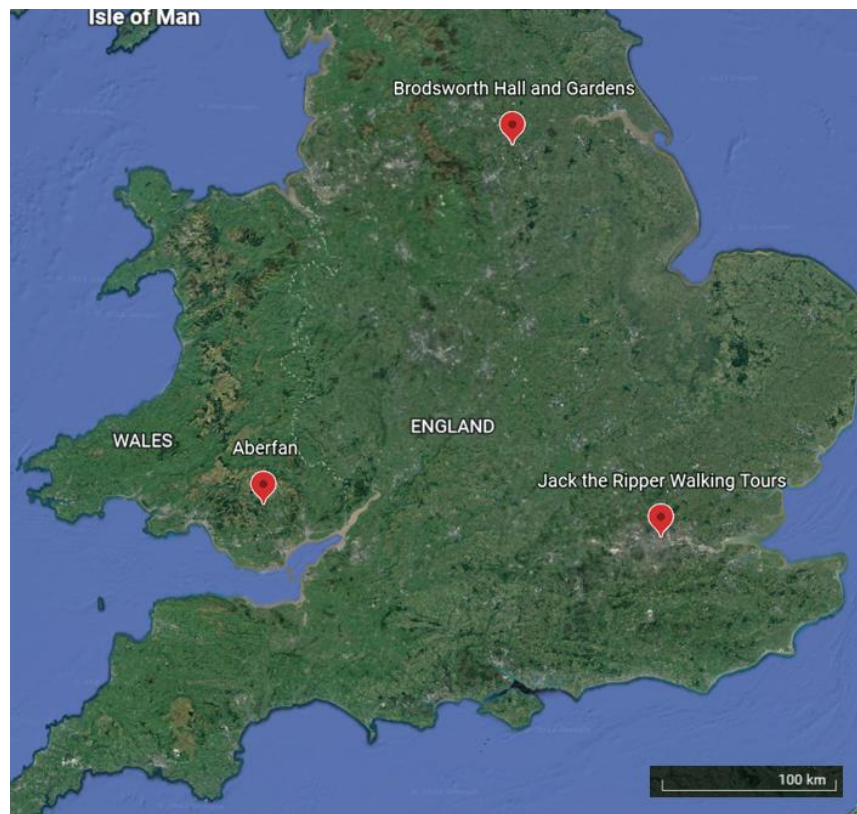 Isle of Man
Brodsworth Hall and Gardens
ENGLAND
WALES
Aberfan
Jack the Ripper Walking Tours
100 km